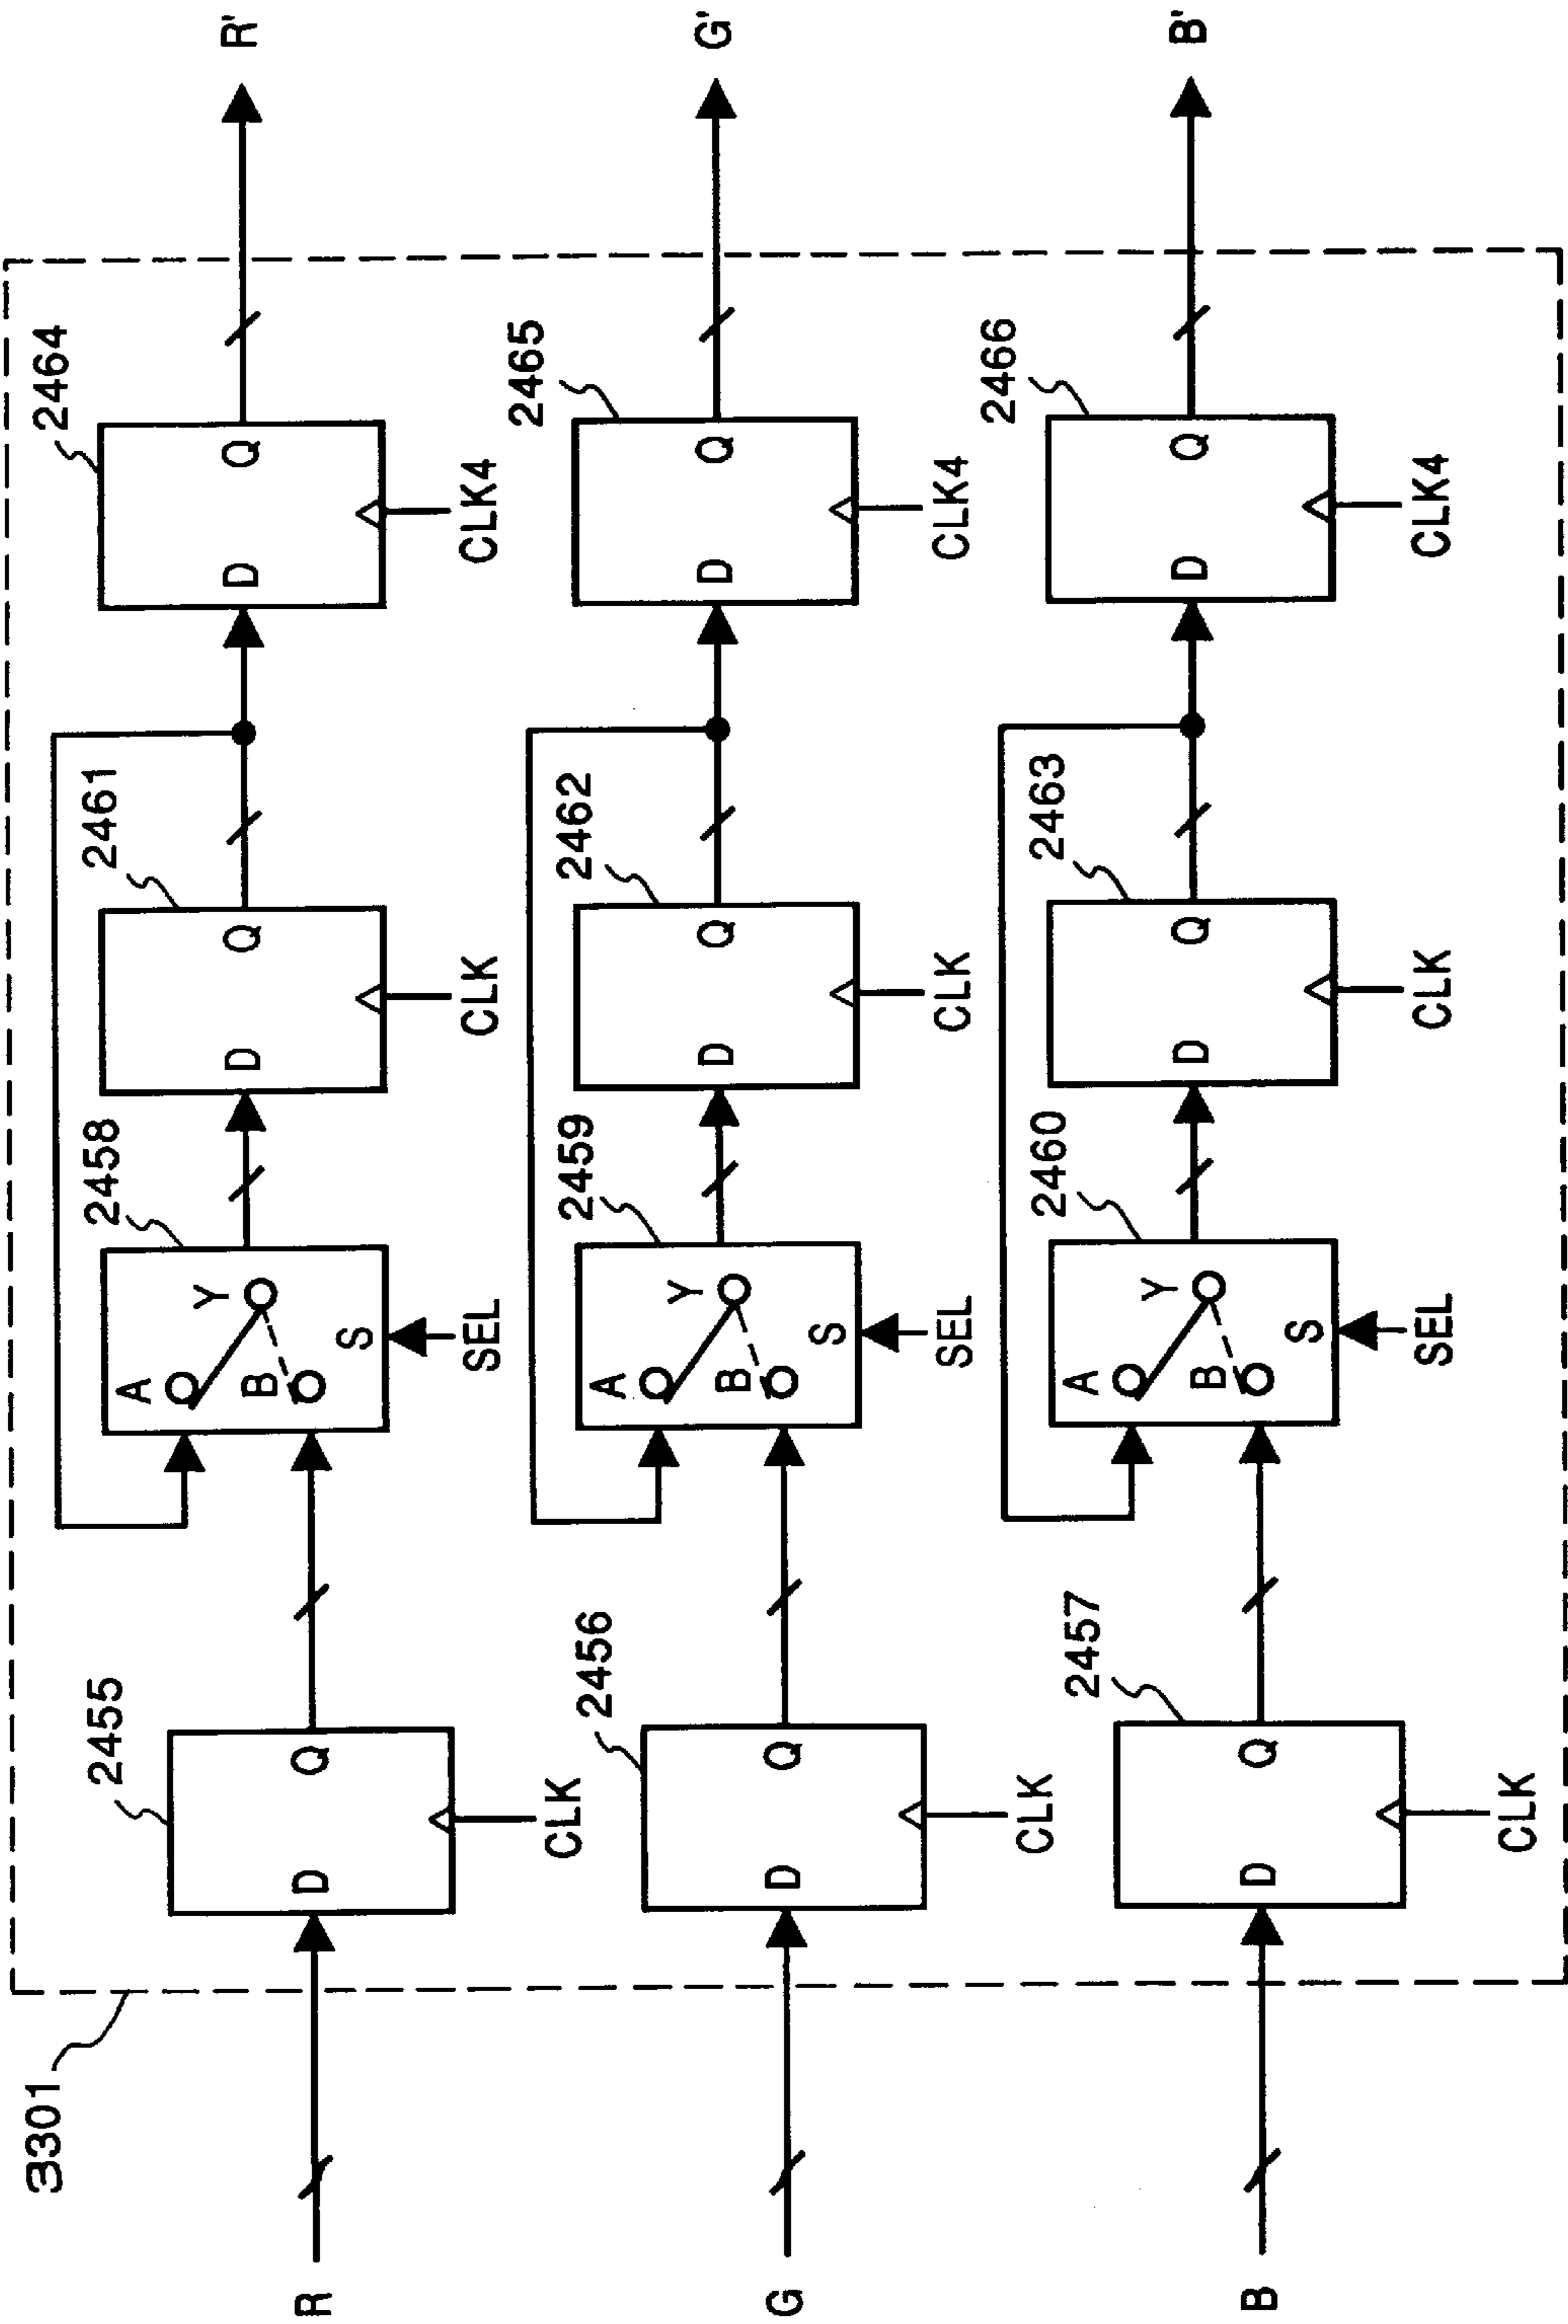 3301
R
2455
D Q
CLK
2458
A
B
Y
S
SEL
2461
D Q
CLK
2464
D Q
CLK4
R'
G
2456
D Q
CLK
2459
A
B
Y
S
SEL
2462
D Q
CLK
2465
D Q
CLK4
G'
B
2457
D Q
CLK
2460
A
B
Y
S
SEL
2463
D Q
CLK
2466
D Q
CLK4
B'